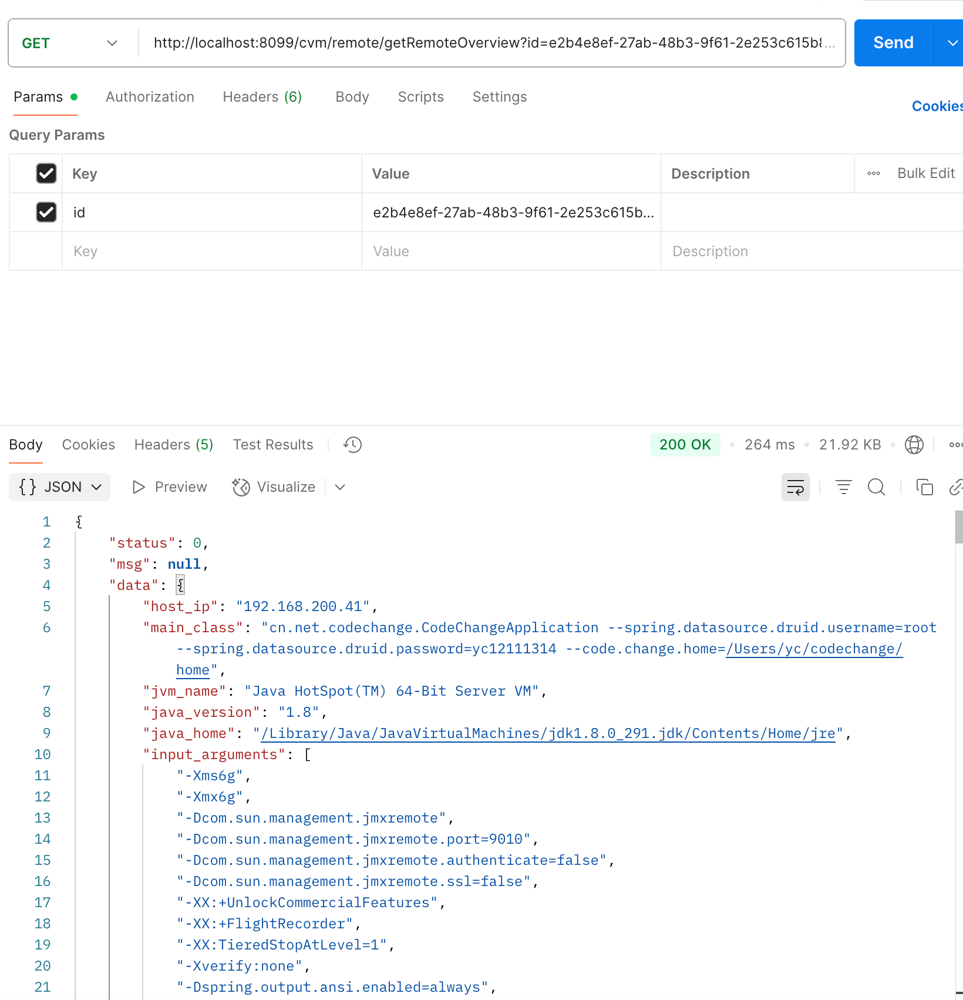 GET
http://localhost:8099/cvm/remote/getRemoteOverview?id=e2b4e8ef-27ab-48b3-9f61-2e253c615b8...
Send
Params
Authorization
Headers (6)
Body
Scripts
Settings
Cookies
Query Params
Key Value Description Bulk Edit
id e2b4e8ef-27ab-48b3-9f61-2e253c615b...
Key Value Description
Body Cookies Headers (5) Test Results 200 OK 264 ms 21.92 KB
{} JSON Preview Visualize
1 {
2 "status": 0,
3 "msg": null,
4 "data": {
5 "host_ip": "192.168.200.41",
6 "main_class": "cn.net.codechange.CodeChangeApplication --spring.datasource.druid.username=root
--spring.datasource.druid.password=yc12111314 --code.change.home=/Users/yc/codechange/
home",
7 "jvm_name": "Java HotSpot(TM) 64-Bit Server VM",
8 "java_version": "1.8",
9 "java_home": "/Library/Java/JavaVirtualMachines/jdk1.8.0_291.jdk/Contents/Home/jre",
10 "input_arguments": [
11 "-Xms6g",
12 "-Xmx6g",
13 "-Dcom.sun.management.jmxremote",
14 "-Dcom.sun.management.jmxremote.port=9010",
15 "-Dcom.sun.management.jmxremote.authenticate=false",
16 "-Dcom.sun.management.jmxremote.ssl=false",
17 "-XX:+UnlockCommercialFeatures",
18 "-XX:+FlightRecorder",
19 "-XX:TieredStopAtLevel=1",
20 "-Xverify:none",
21 "-Dspring.output.ansi.enabled=always",